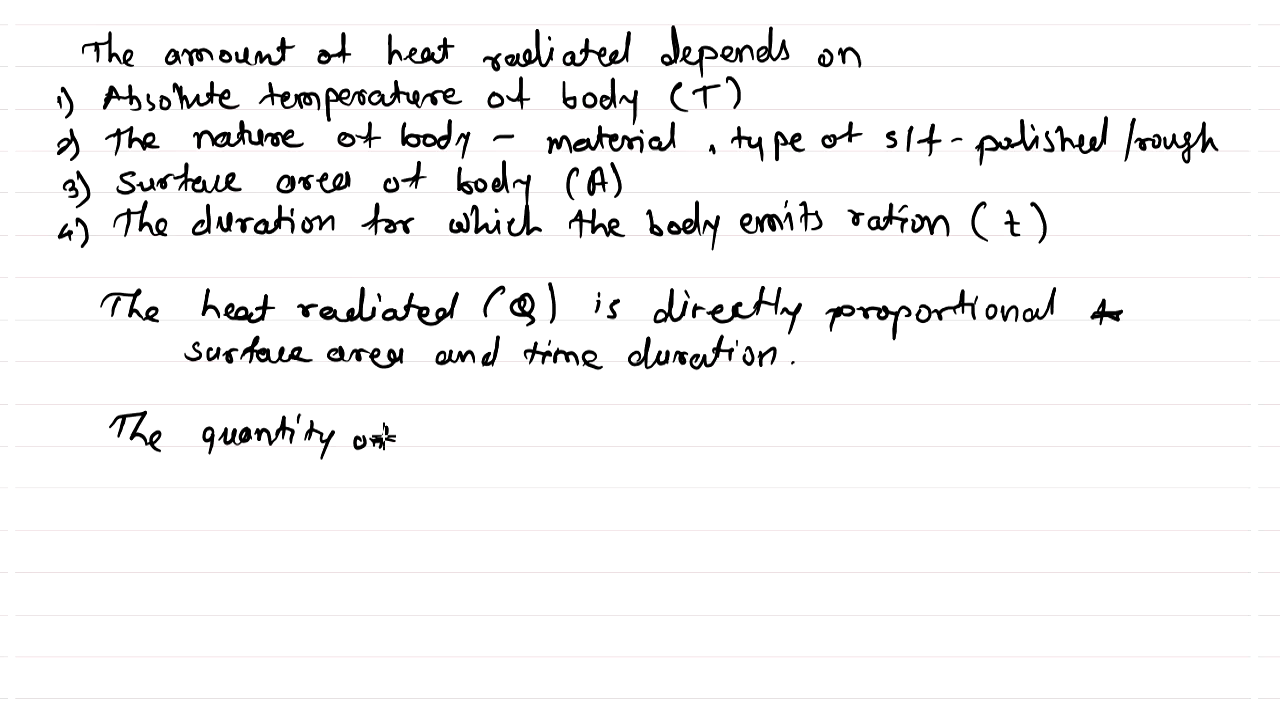 The amount of heat radiated depends on
1) Absolute temperature of body (T)
2) The nature of body - material, type of s/f - polished /rough
3) Surface area of body (A)
4) The duration for which the body emits ration (t)
The heat radiated (Q) is directly proportional to
surface area and time duration.
The quantity of